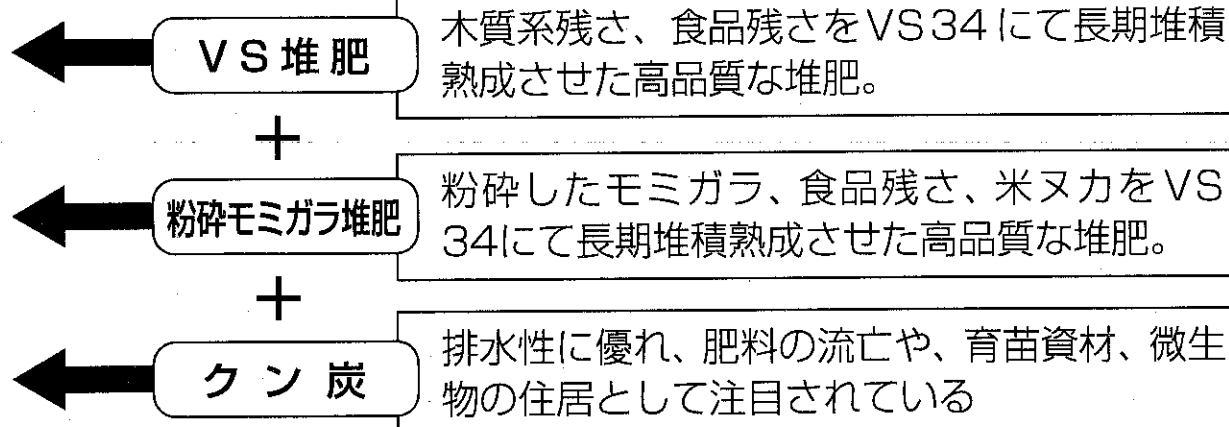 VS堆肥
木質系残さ、食品残さをVS34にて長期堆積
熟成させた高品質な堆肥。
+
粉砕モミガラ堆肥
粉砕したモミガラ、食品残さ、米ヌカをVS
34にて長期堆積熟成させた高品質な堆肥。
+
クン炭
排水性に優れ、肥料の流亡や、育苗資材、微生
物の住居として注目されている